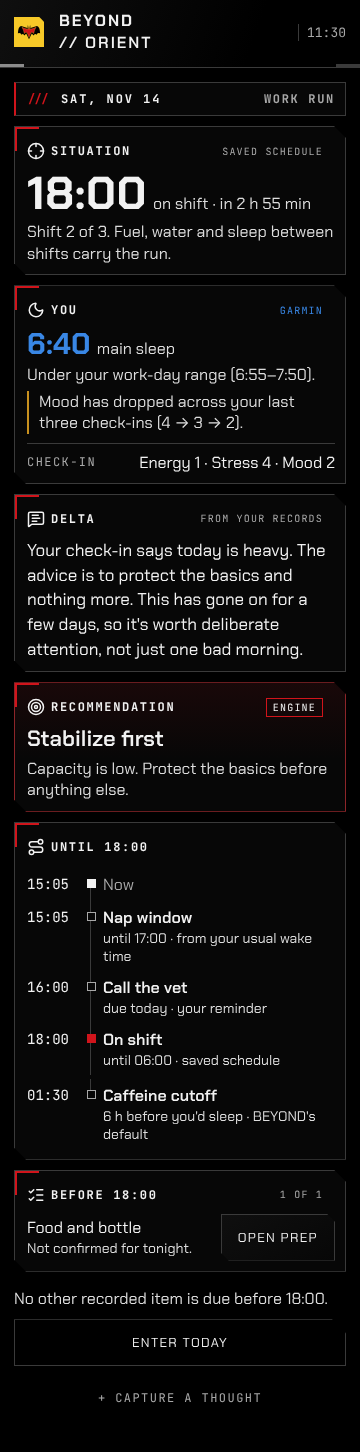 BEYOND
// ORIENT
11:30
/// SAT, NOV 14
WORK RUN
SITUATION
SAVED SCHEDULE
18:00 on shift · in 2 h 55 min
Shift 2 of 3. Fuel, water and sleep between
shifts carry the run.
YOU
GARMIN
6:40 main sleep
Under your work-day range (6:55–7:50).
Mood has dropped across your last
three check-ins (4 → 3 → 2).
CHECK-IN
Energy 1 · Stress 4 · Mood 2
DELTA
FROM YOUR RECORDS
Your check-in says today is heavy. The
advice is to protect the basics and
nothing more. This has gone on for a
few days, so it's worth deliberate
attention, not just one bad morning.
RECOMMENDATION
ENGINE
Stabilize first
Capacity is low. Protect the basics before
anything else.
UNTIL 18:00
15:05 Now
15:05 Nap window
until 17:00 · from your usual wake
time
16:00 Call the vet
due today · your reminder
18:00 On shift
until 06:00 · saved schedule
01:30 Caffeine cutoff
6 h before you'd sleep · BEYOND's
default
BEFORE 18:00
1 OF 1
Food and bottle
Not confirmed for tonight.
OPEN PREP
No other recorded item is due before 18:00.
ENTER TODAY
+ CAPTURE A THOUGHT